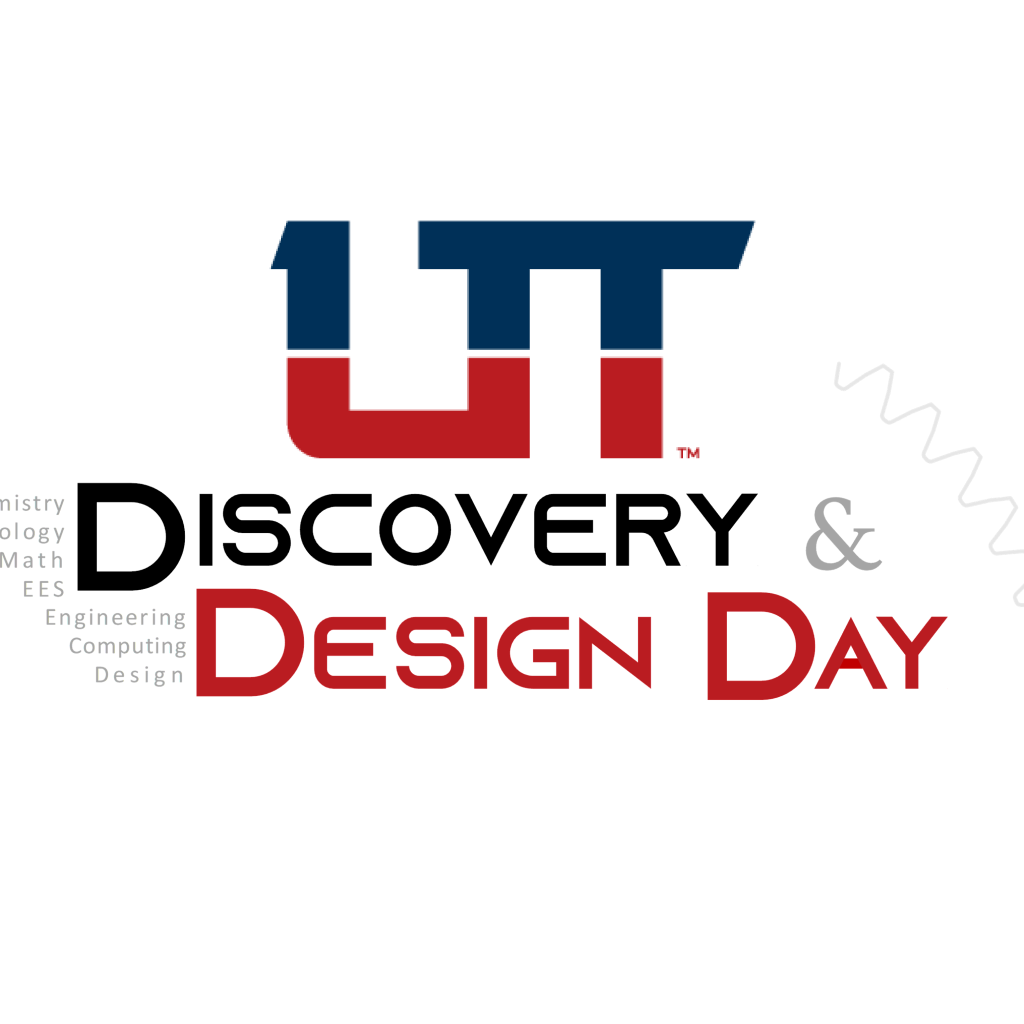 UT
TM
DISCOVERY &
DESIGN DAY
mistry
ology
Math
EES
Engineering
Computing
Design